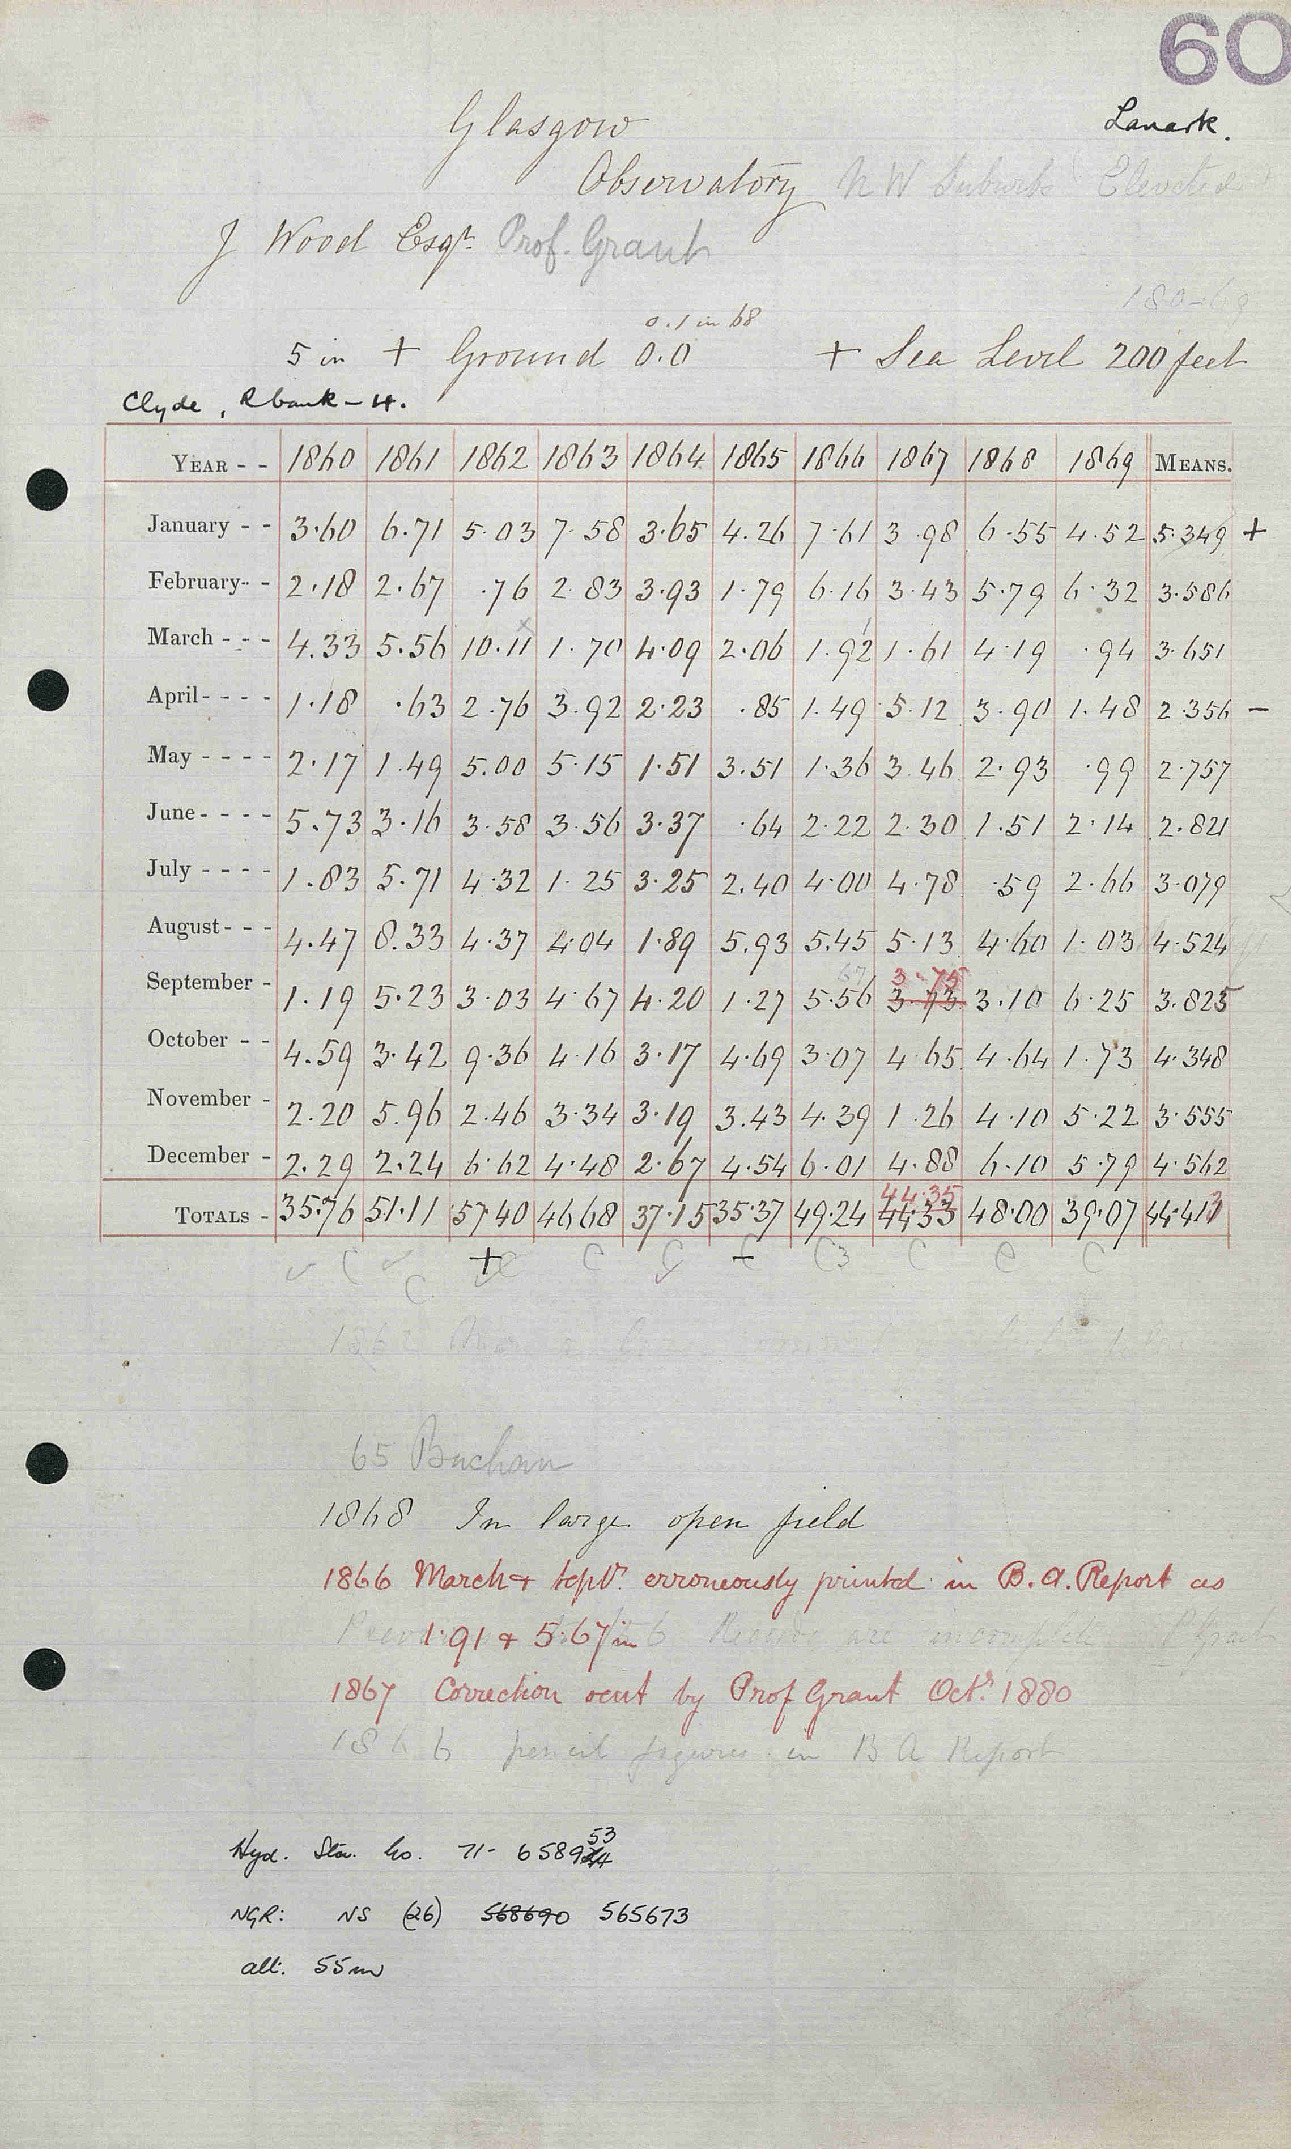 60
Lanark.
Glasgow
Observatory NW Suburbs Elevated
J Wood Esqr. Prof. Grant
180-69
0.1 in 68
5 in + Ground 0.0 + Sea Level 200 feet
Clyde, Rbank - 4.
YEAR - - 1860 1861 1862 1863 1864 1865 1866 1867 1868 1869 MEANS.
January - - 3.60 6.71 5.03 7.58 3.65 4.26 7.61 3.98 6.55 4.52 5.349 +
February - - 2.18 2.67 .76 2.83 3.93 1.79 6.16 3.43 5.79 6.32 3.586
March - - - 4.33 5.56 10.11 1.70 4.09 2.06 1.92 1.61 4.19 .94 3.651
April - - - - 1.18 .63 2.76 3.92 2.23 .85 1.49 5.12 3.90 1.48 2.356 -
May - - - - 2.17 1.49 5.00 5.15 1.51 3.51 1.36 3.46 2.93 .99 2.757
June - - - - 5.73 3.16 3.58 3.56 3.37 .64 2.22 2.30 1.51 2.14 2.821
July - - - - 1.83 5.71 4.32 1.25 3.25 2.40 4.00 4.78 .59 2.66 3.079
August - - - 4.47 8.33 4.37 4.04 1.89 5.93 5.45 5.13 4.60 1.03 4.524
67 3.75
September - 1.19 5.23 3.03 4.67 4.20 1.27 5.56 3.73 3.10 6.25 3.825
October - - 4.59 3.42 9.36 4.16 3.17 4.69 3.07 4.65 4.64 1.73 4.348
November - 2.20 5.96 2.46 3.34 3.19 3.43 4.39 1.26 4.10 5.22 3.555
December - 2.29 2.24 6.62 4.48 2.67 4.54 6.01 4.88 6.10 5.79 4.562
44.35
TOTALS - 35.76 51.11 57.40 46.68 37.15 35.37 49.24 44.33 48.00 39.07 44.413
1862
65 Buchan
1868 In large open field
1866 March & Septr. erroneously printed in B.A. Report as
1.91 & 5.67 in
Records are incomplete
1867 Correction sent by Prof Grant Octr. 1880
1866 pencil figures in B A Report
Hyd. Stn. No. 71- 658924 53
NGR: NS (26) 568690 565673
alt. 55m